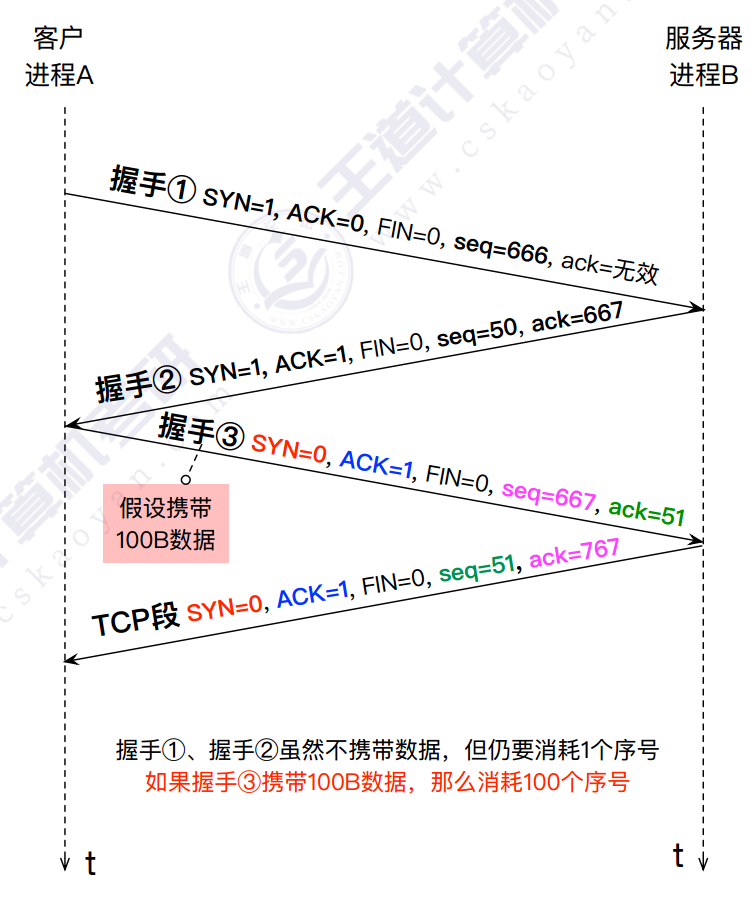 客户
进程A
服务器
进程B
王道计算机考研
www.cskaoyan.com
握手① SYN=1, ACK=0, FIN=0, seq=666, ack=无效
握手② SYN=1, ACK=1, FIN=0, seq=50, ack=667
握手③ SYN=0, ACK=1, FIN=0, seq=667, ack=51
假设携带
100B数据
TCP段 SYN=0, ACK=1, FIN=0, seq=51, ack=767
握手①、握手②虽然不携带数据，但仍要消耗1个序号
如果握手③携带100B数据，那么消耗100个序号
t
t